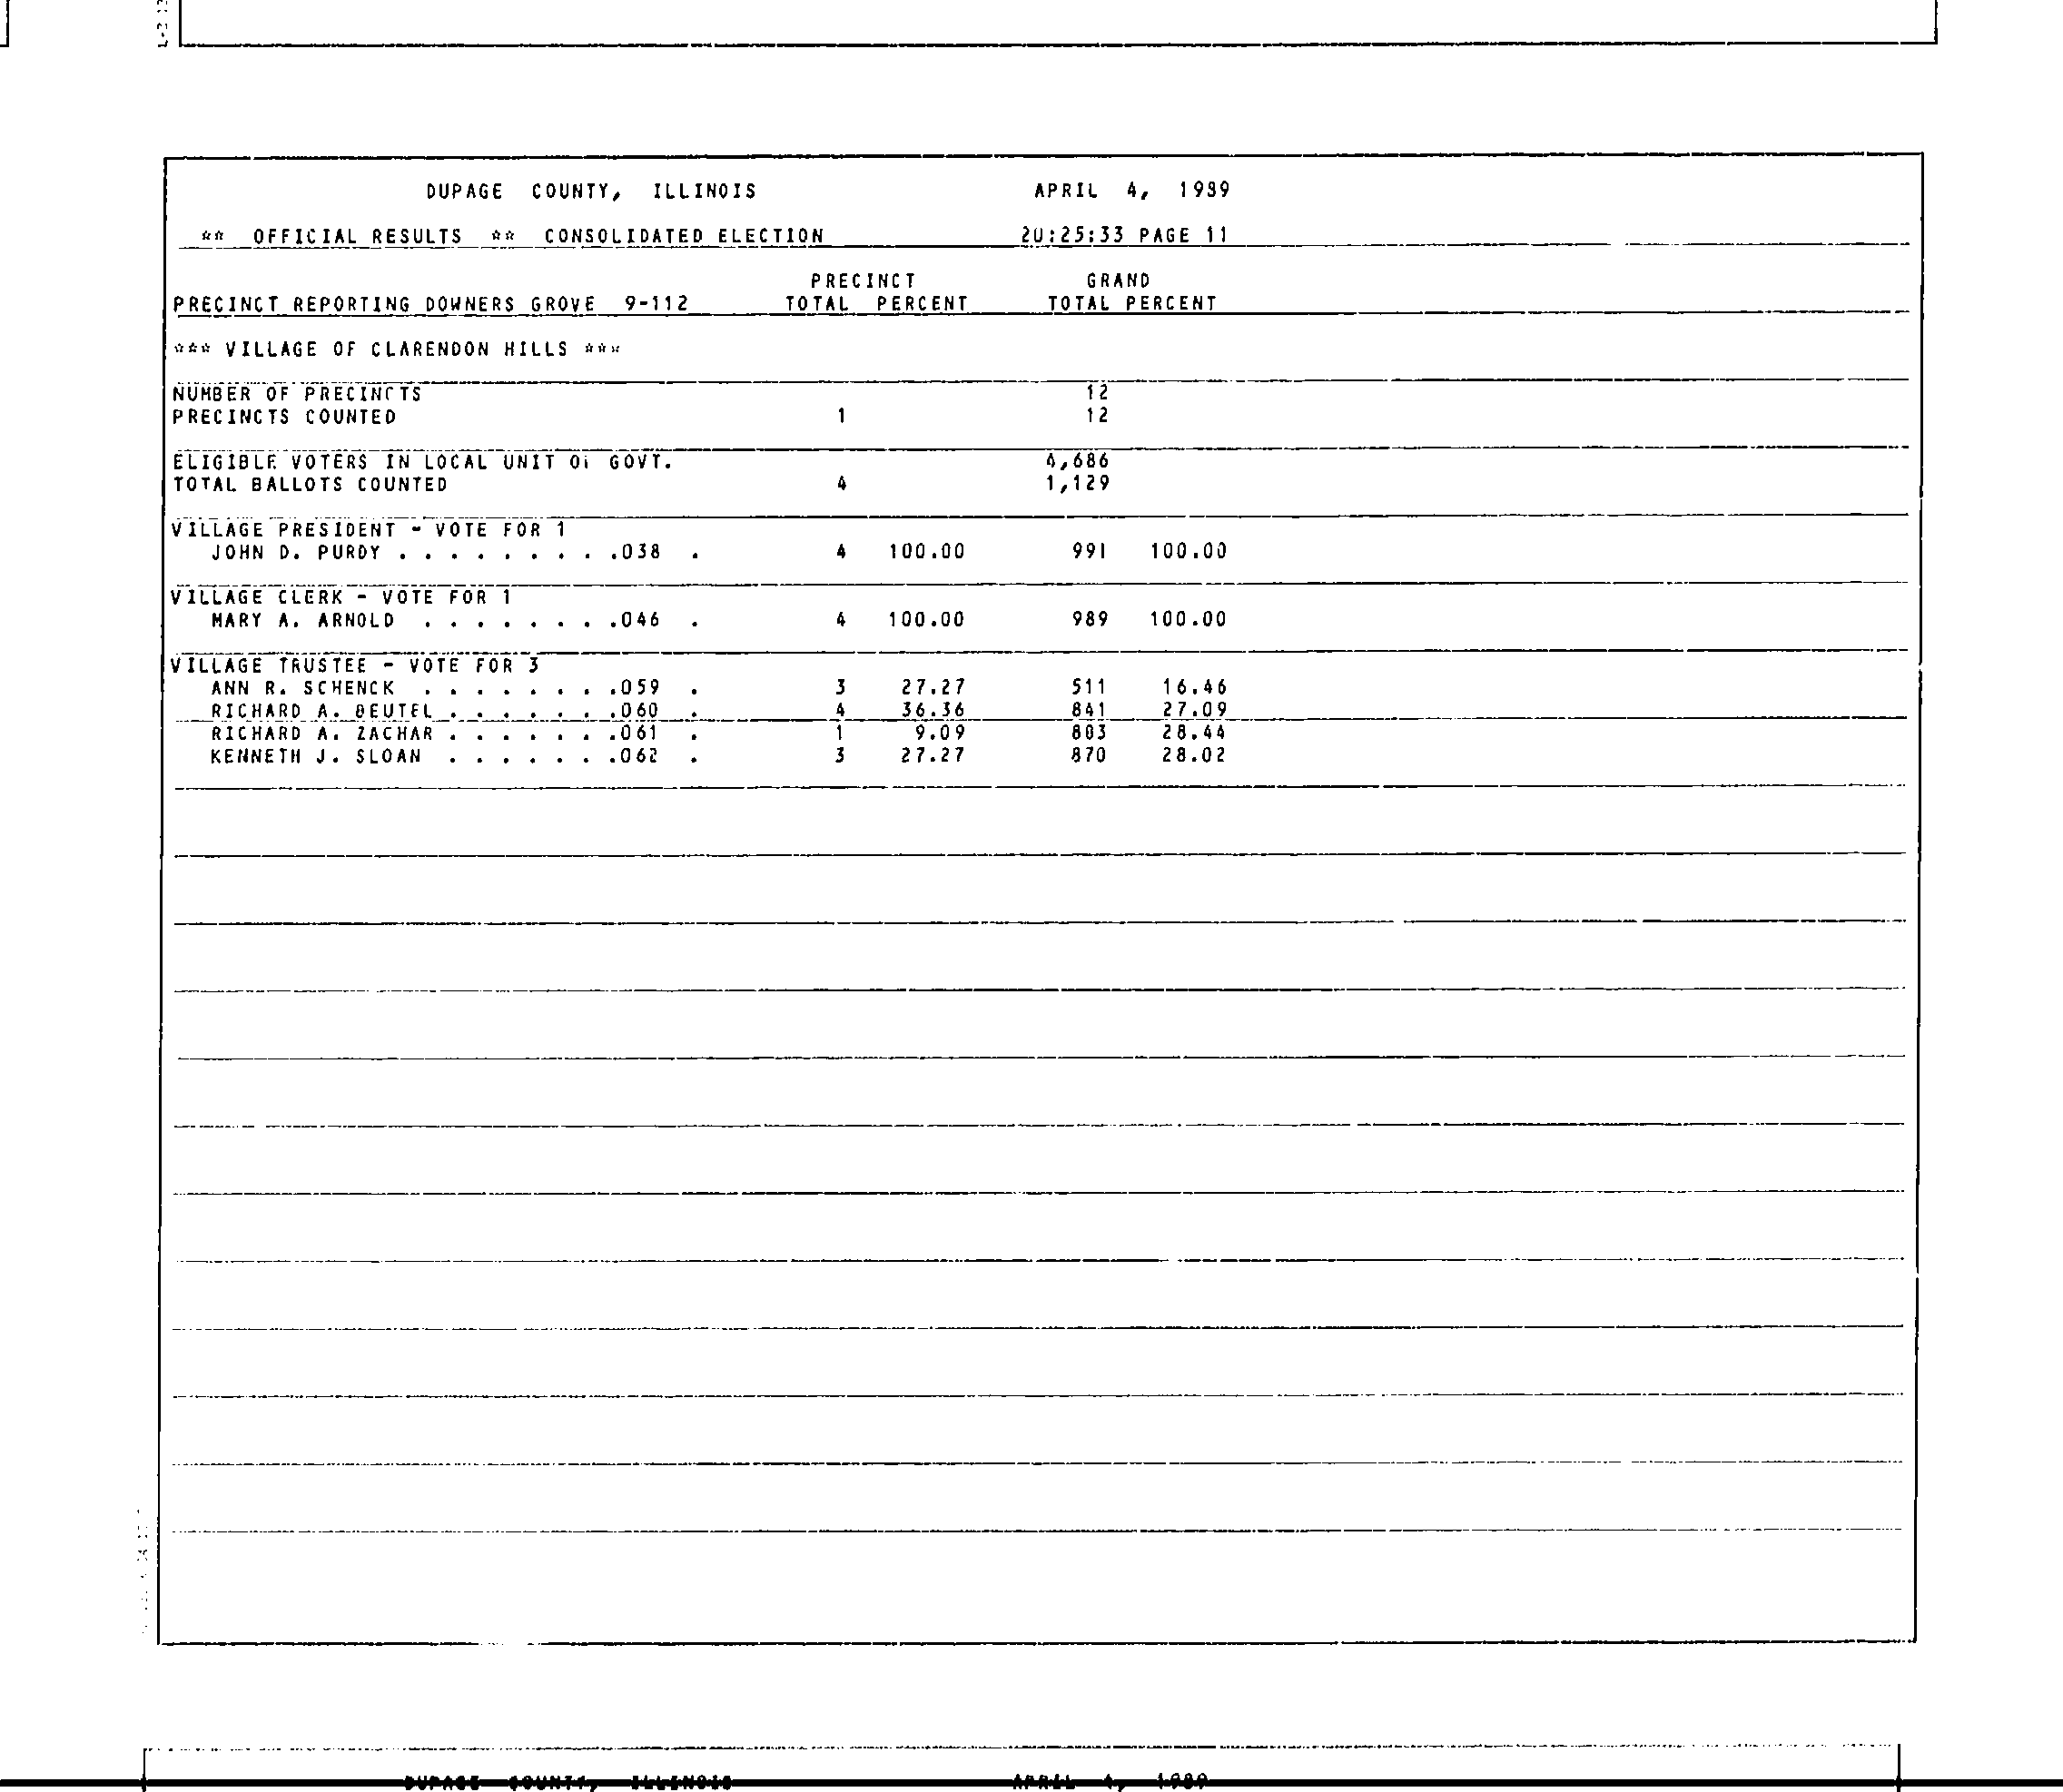 DUPAGE COUNTY, ILLINOIS APRIL 4, 1989
** OFFICIAL RESULTS ** CONSOLIDATED ELECTION 20:25:33 PAGE 11
PRECINCT GRAND
PRECINCT REPORTING DOWNERS GROVE 9-112 TOTAL PERCENT TOTAL PERCENT
*** VILLAGE OF CLARENDON HILLS ***
NUMBER OF PRECINCTS 12
PRECINCTS COUNTED 1 12
ELIGIBLE VOTERS IN LOCAL UNIT OF GOVT. 4,686
TOTAL BALLOTS COUNTED 4 1,129
VILLAGE PRESIDENT - VOTE FOR 1
JOHN D. PURDY . . . . . . . . .038 . 4 100.00 991 100.00
VILLAGE CLERK - VOTE FOR 1
MARY A. ARNOLD . . . . . . . .046 . 4 100.00 989 100.00
VILLAGE TRUSTEE - VOTE FOR 3
ANN R. SCHENCK . . . . . . . .059 . 3 27.27 511 16.46
RICHARD A. BEUTEL . . . . . . .060 . 4 36.36 841 27.09
RICHARD A. ZACHAR . . . . . . .061 . 1 9.09 883 28.44
KENNETH J. SLOAN . . . . . . .062 . 3 27.27 870 28.02
DUPAGE COUNTY, ILLINOIS APRIL 4, 1989